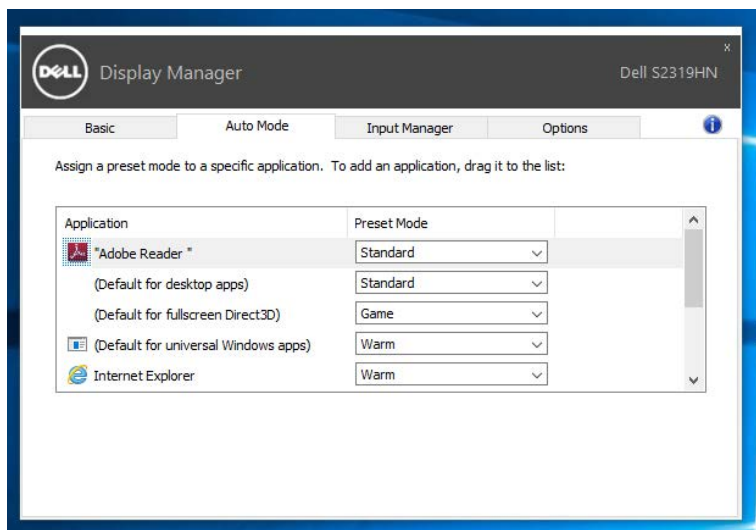 x
DELL Display Manager Dell S2319HN
Basic Auto Mode Input Manager Options
Assign a preset mode to a specific application. To add an application, drag it to the list:
Application Preset Mode
"Adobe Reader " Standard
(Default for desktop apps) Standard
(Default for fullscreen Direct3D) Game
(Default for universal Windows apps) Warm
Internet Explorer Warm